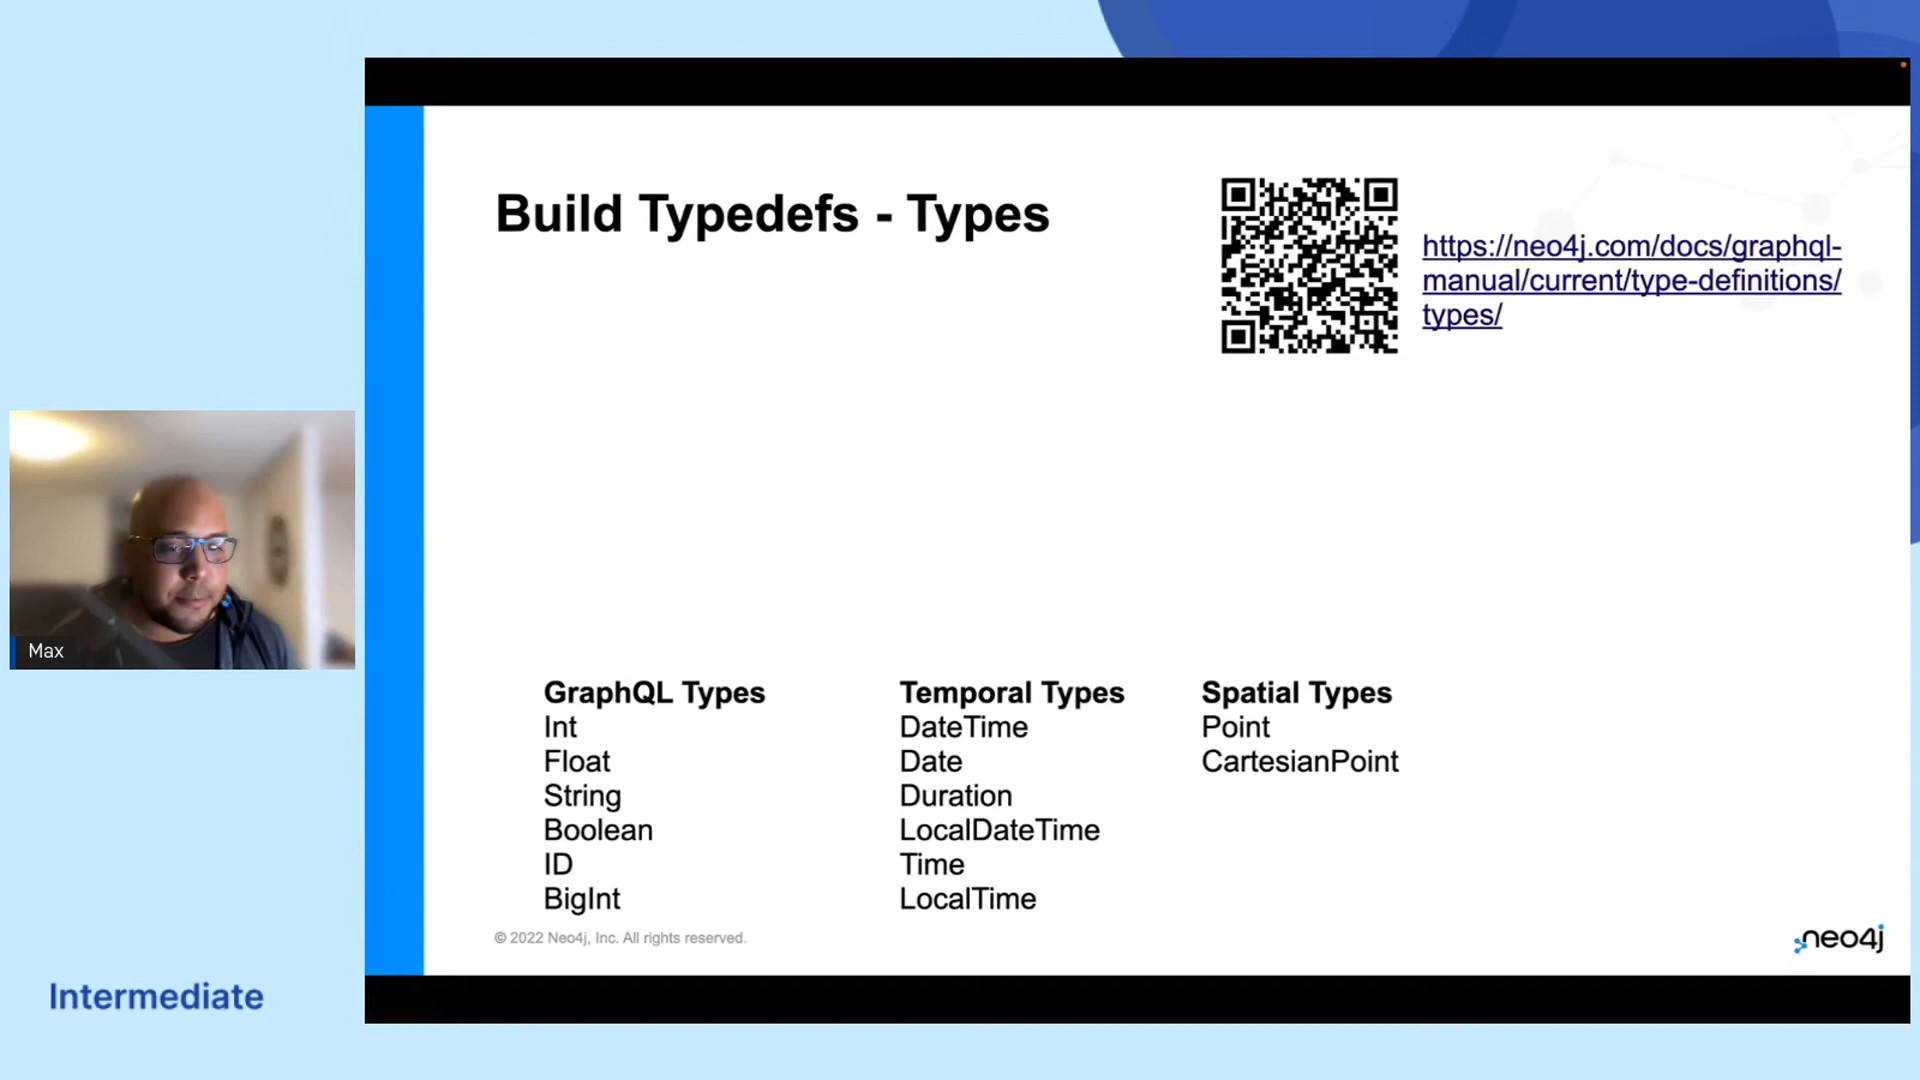 Build Typedefs - Types
https://neo4j.com/docs/graphql-
manual/current/type-definitions/
types/
Max
GraphQL Types
Int
Float
String
Boolean
ID
BigInt
Temporal Types
DateTime
Date
Duration
LocalDateTime
Time
LocalTime
Spatial Types
Point
CartesianPoint
© 2022 Neo4j, Inc. All rights reserved.
neo4j
Intermediate